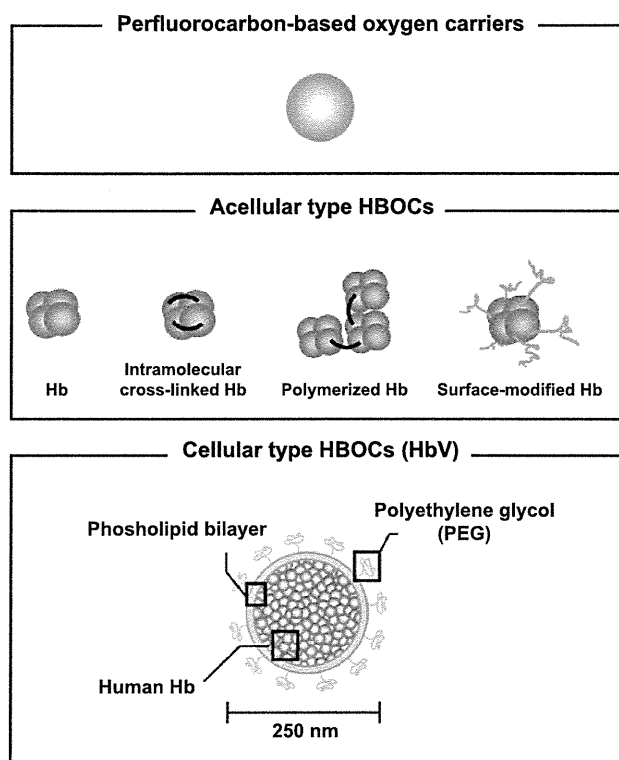 Perfluorocarbon-based oxygen carriers
Acellular type HBOCs
Hb
Intramolecular
cross-linked Hb
Polymerized Hb
Surface-modified Hb
Cellular type HBOCs (HbV)
Phosholipid bilayer
Polyethylene glycol
(PEG)
Human Hb
250 nm